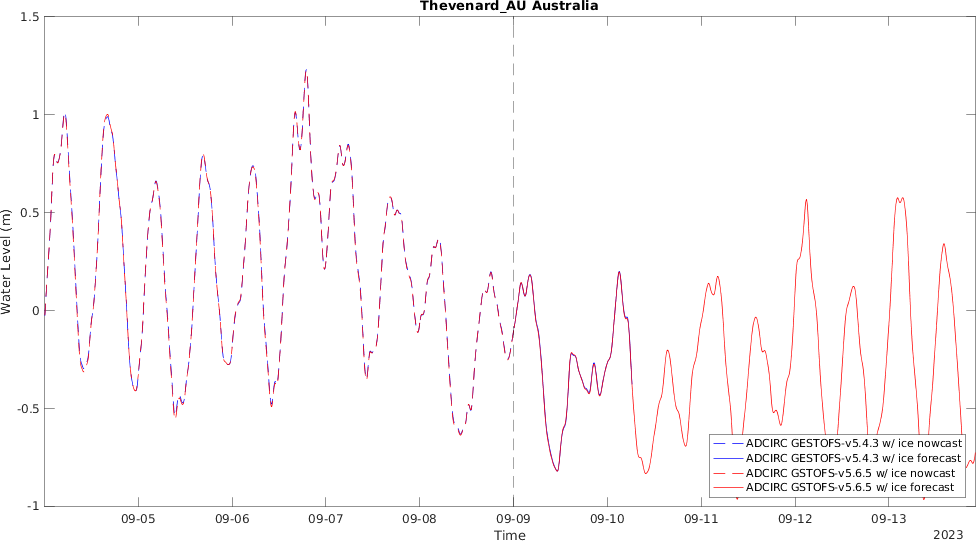 Thevenard_AU Australia
1.5
1
0.5
0
-0.5
-1
Water Level (m)
ADCIRC GESTOFS-v5.4.3 w/ ice nowcast
ADCIRC GESTOFS-v5.4.3 w/ ice forecast
ADCIRC GSTOFS-v5.6.5 w/ ice nowcast
ADCIRC GSTOFS-v5.6.5 w/ ice forecast
09-05 09-06 09-07 09-08 09-09 09-10 09-11 09-12 09-13
Time
2023